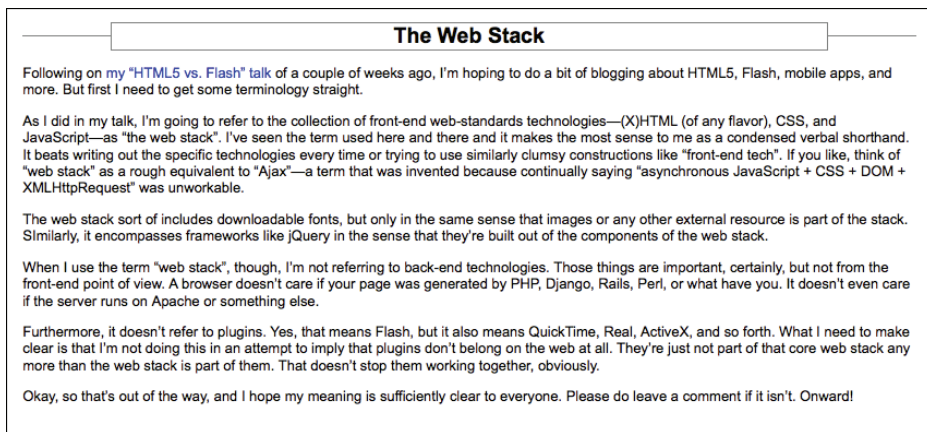 The Web Stack
Following on my “HTML5 vs. Flash” talk of a couple of weeks ago, I’m hoping to do a bit of blogging about HTML5, Flash, mobile apps, and
more. But first I need to get some terminology straight.
As I did in my talk, I’m going to refer to the collection of front-end web-standards technologies—(X)HTML (of any flavor), CSS, and
JavaScript—as “the web stack”. I’ve seen the term used here and there and it makes the most sense to me as a condensed verbal shorthand.
It beats writing out the specific technologies every time or trying to use similarly clumsy constructions like “front-end tech”. If you like, think of
“web stack” as a rough equivalent to “Ajax”—a term that was invented because continually saying “asynchronous JavaScript + CSS + DOM +
XMLHttpRequest” was unworkable.
The web stack sort of includes downloadable fonts, but only in the same sense that images or any other external resource is part of the stack.
SImilarly, it encompasses frameworks like jQuery in the sense that they’re built out of the components of the web stack.
When I use the term “web stack”, though, I’m not referring to back-end technologies. Those things are important, certainly, but not from the
front-end point of view. A browser doesn’t care if your page was generated by PHP, Django, Rails, Perl, or what have you. It doesn’t even care
if the server runs on Apache or something else.
Furthermore, it doesn’t refer to plugins. Yes, that means Flash, but it also means QuickTime, Real, ActiveX, and so forth. What I need to make
clear is that I’m not doing this in an attempt to imply that plugins don’t belong on the web at all. They’re just not part of that core web stack any
more than the web stack is part of them. That doesn’t stop them working together, obviously.
Okay, so that’s out of the way, and I hope my meaning is sufficiently clear to everyone. Please do leave a comment if it isn’t. Onward!